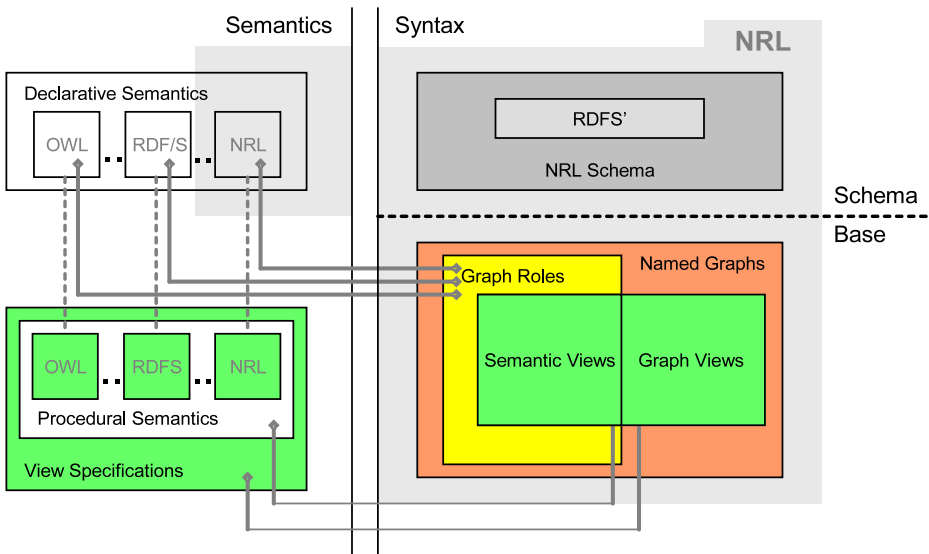 Semantics
Syntax
NRL
Declarative Semantics
OWL
RDF/S
NRL
RDFS'
NRL Schema
Schema
Base
Named Graphs
Graph Roles
Semantic Views
Graph Views
OWL
RDFS
NRL
Procedural Semantics
View Specifications